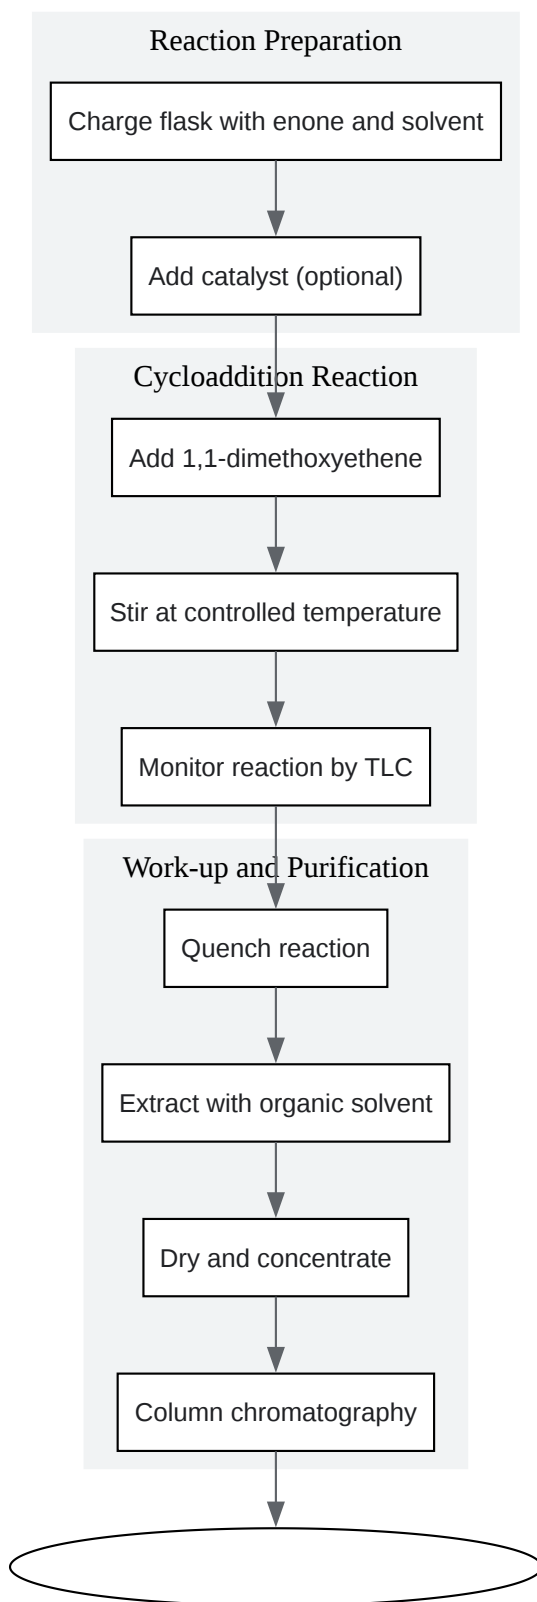 Reaction Preparation
Charge flask with enone and solvent
Add catalyst (optional)
Cycloaddition Reaction
Add 1,1-dimethoxyethene
Stir at controlled temperature
Monitor reaction by TLC
Work-up and Purification
Quench reaction
Extract with organic solvent
Dry and concentrate
Column chromatography